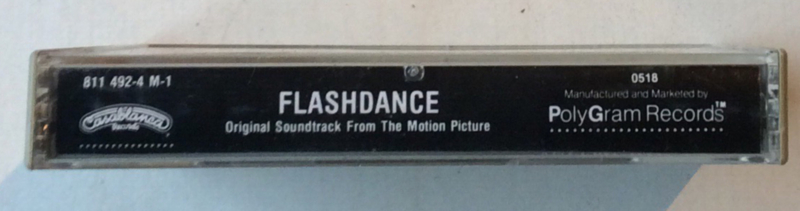 811 492-4 M-1
Casablanca
Records
FLASHDANCE
Original Soundtrack From The Motion Picture
0518
Manufactured and Marketed by
PolyGram Records™